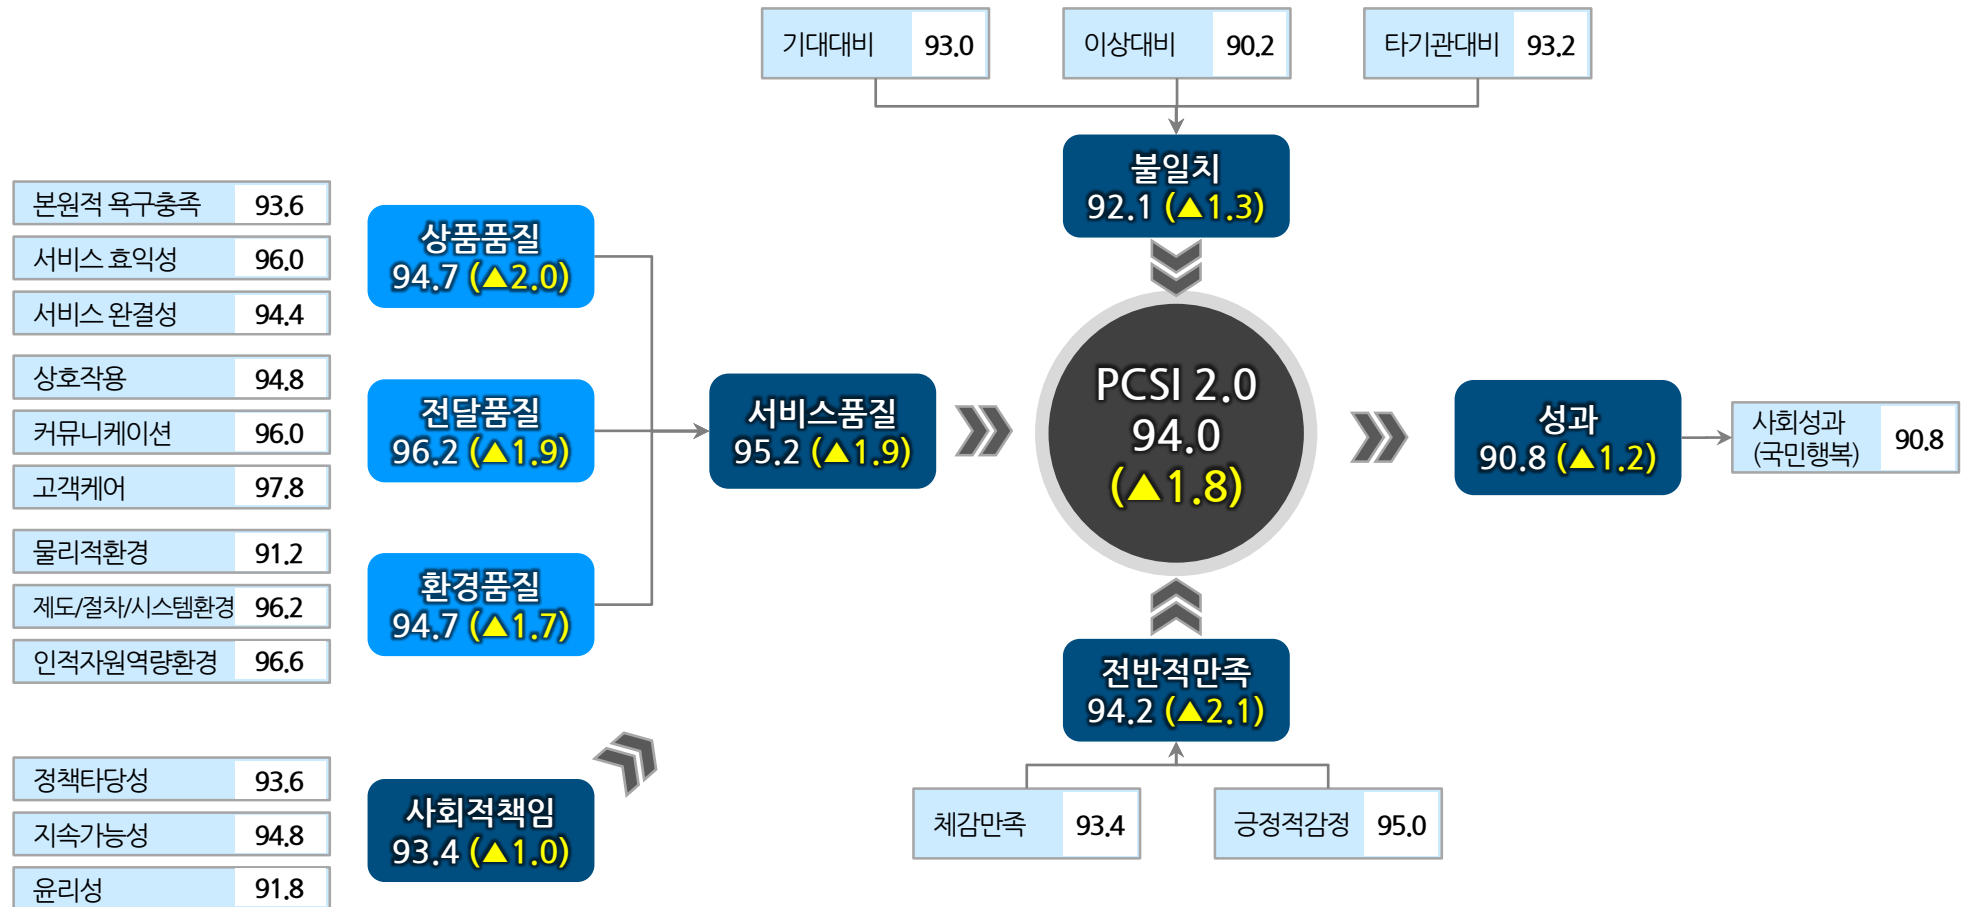 기대대비 93.0
이상대비 90.2
타기관대비 93.2
불일치
92.1 (▲1.3)
본원적 욕구충족 93.6
서비스 효익성 96.0
서비스 완결성 94.4
상품품질
94.7 (▲2.0)
상호작용 94.8
커뮤니케이션 96.0
고객케어 97.8
전달품질
96.2 (▲1.9)
물리적환경 91.2
제도/절차/시스템환경 96.2
인적자원역량환경 96.6
환경품질
94.7 (▲1.7)
서비스품질
95.2 (▲1.9)
PCSI 2.0
94.0
(▲1.8)
성과
90.8 (▲1.2)
사회성과
(국민행복)
90.8
전반적만족
94.2 (▲2.1)
체감만족 93.4
긍정적감정 95.0
정책타당성 93.6
지속가능성 94.8
윤리성 91.8
사회적책임
93.4 (▲1.0)